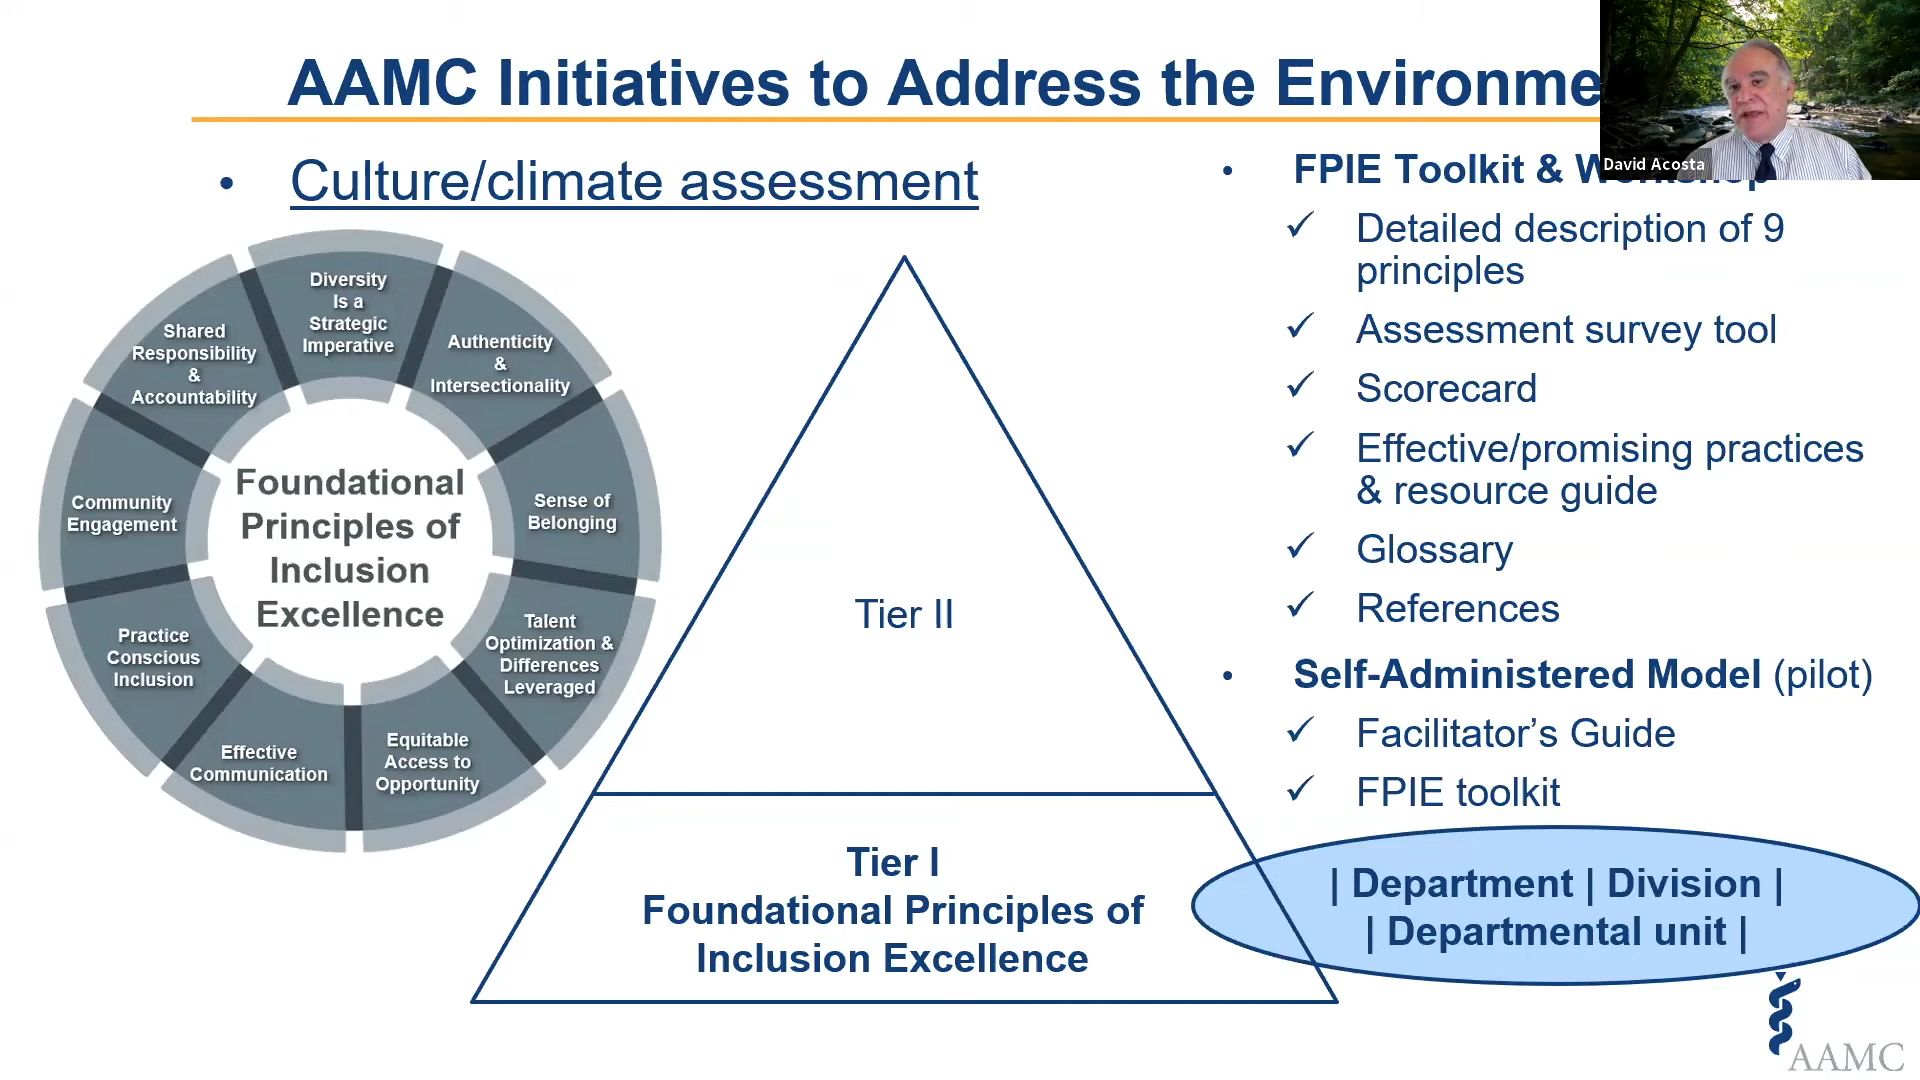 AAMC Initiatives to Address the Environme
David Acosta
• Culture/climate assessment
Diversity
Is a
Strategic
Imperative
Authenticity
&
Intersectionality
Sense of
Belonging
Talent
Optimization &
Differences
Leveraged
Equitable
Access to
Opportunity
Effective
Communication
Practice
Conscious
Inclusion
Community
Engagement
Shared
Responsibility
&
Accountability
Foundational
Principles of
Inclusion
Excellence
Tier II
Tier I
Foundational Principles of
Inclusion Excellence
• FPIE Toolkit & Workshop
✓ Detailed description of 9
principles
✓ Assessment survey tool
✓ Scorecard
✓ Effective/promising practices
& resource guide
✓ Glossary
✓ References
• Self-Administered Model (pilot)
✓ Facilitator’s Guide
✓ FPIE toolkit
| Department | Division |
| Departmental unit |
AAMC